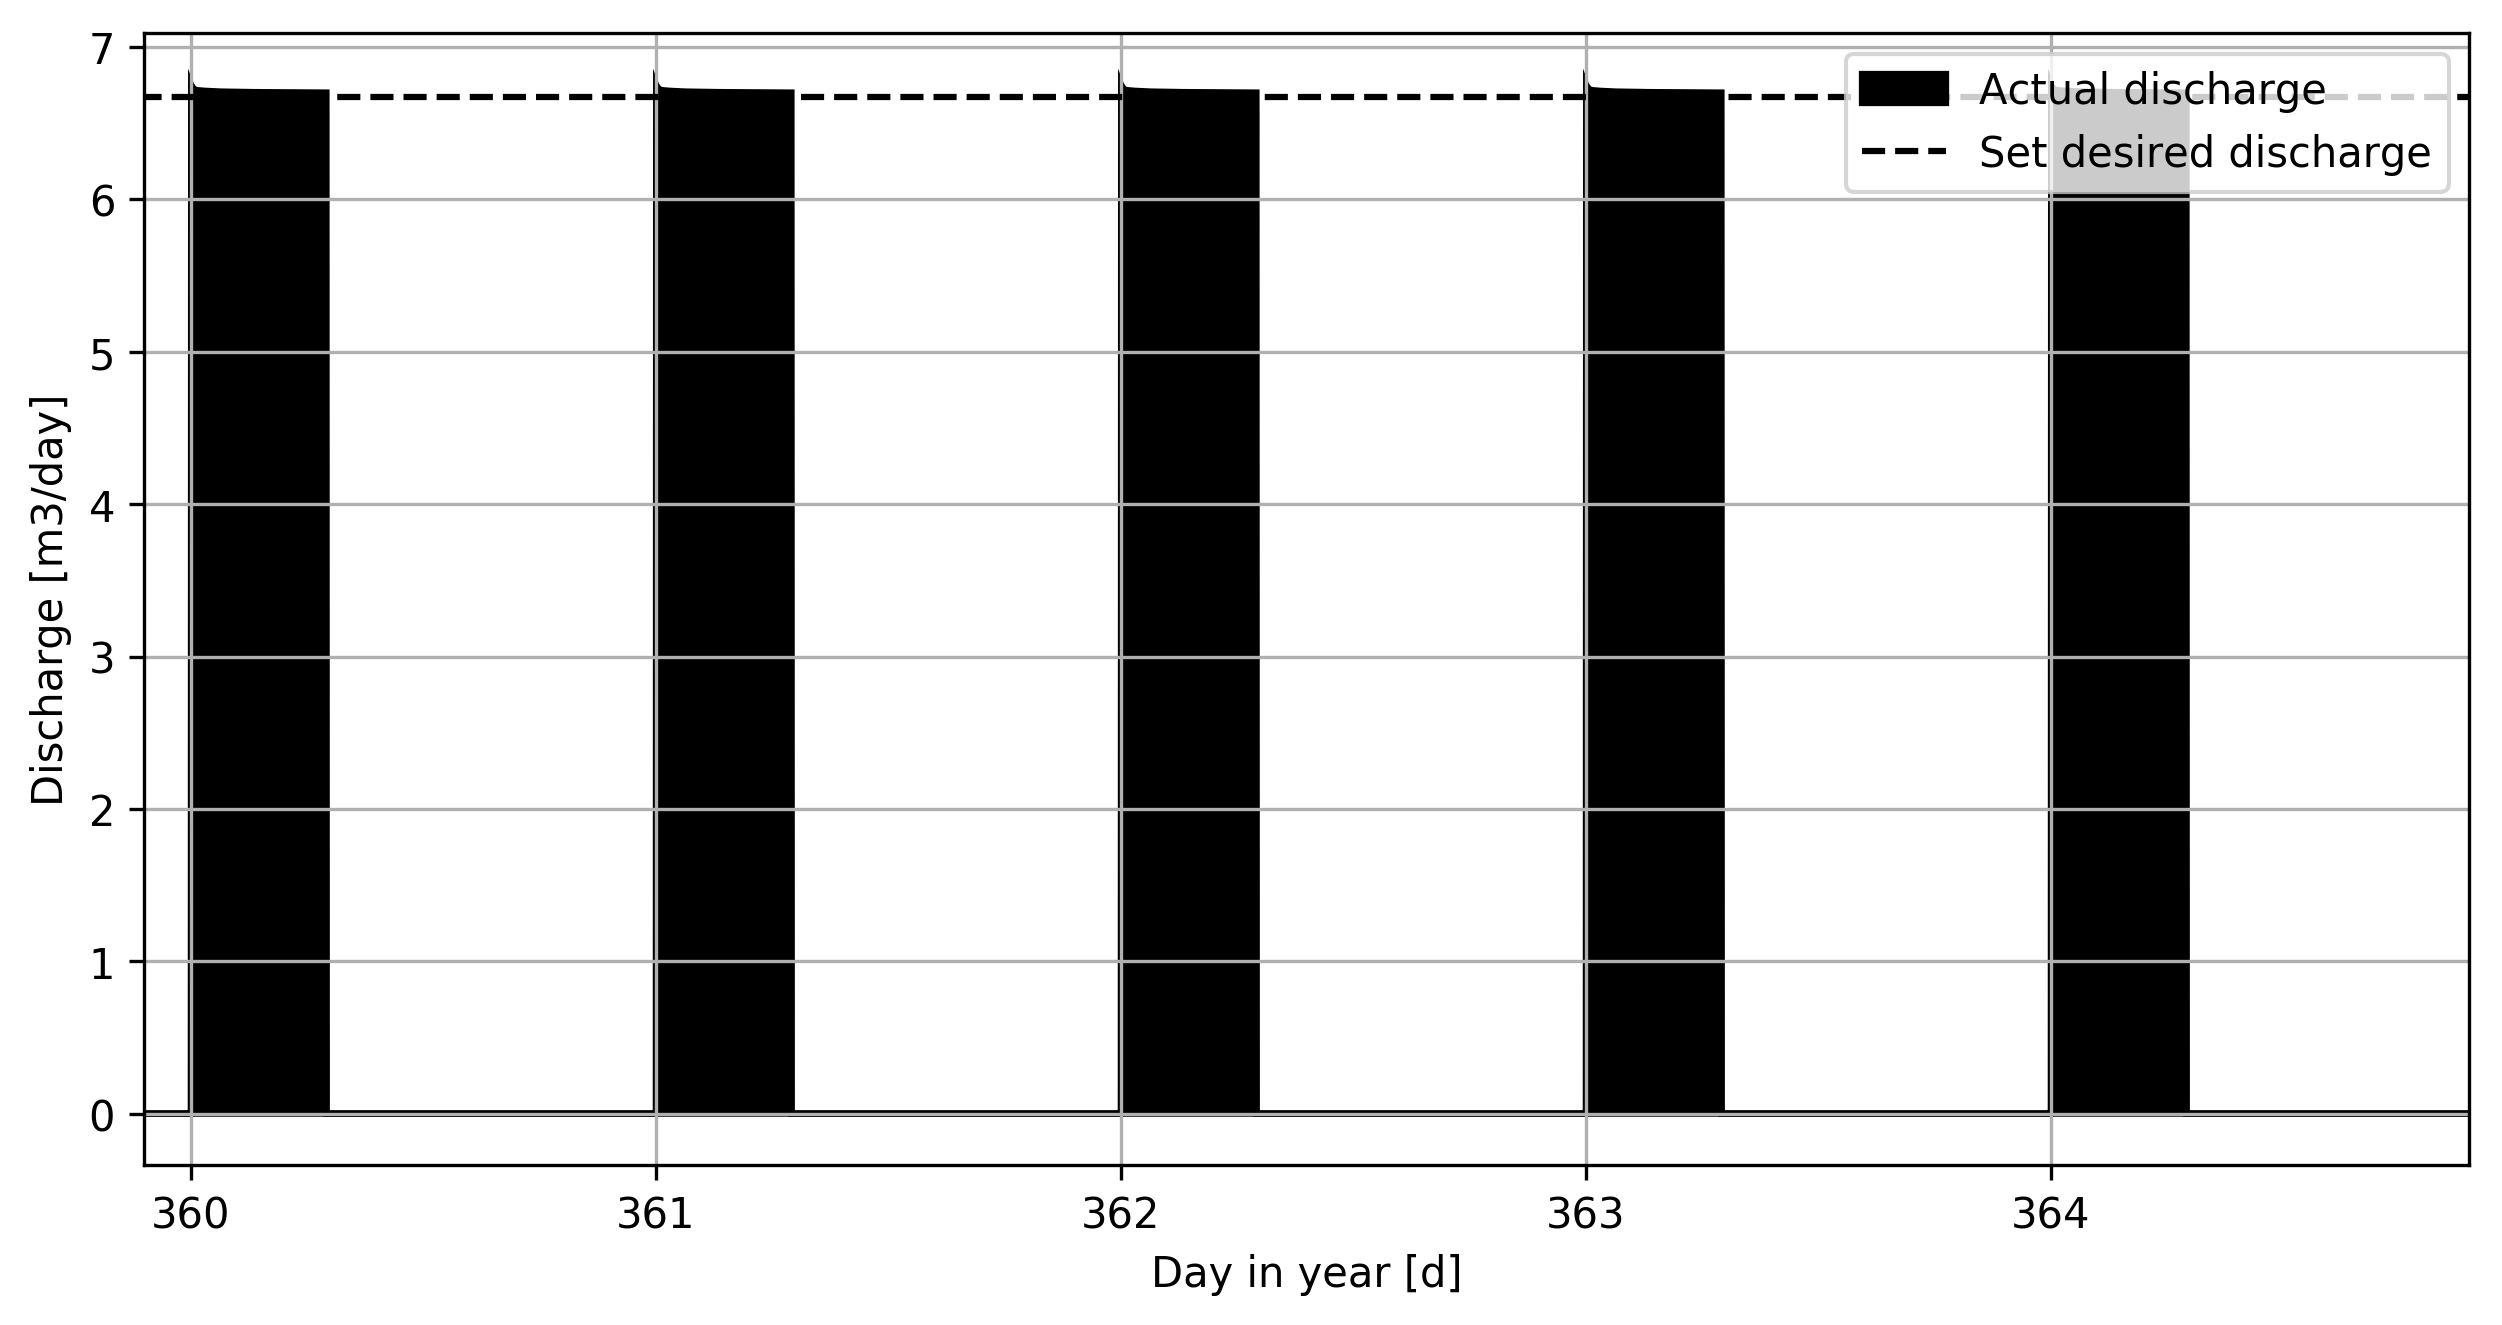 7
6
5
4
3
2
1
0
Discharge [m3/day]
Actual discharge
Set desired discharge
360 361 362 363 364
Day in year [d]